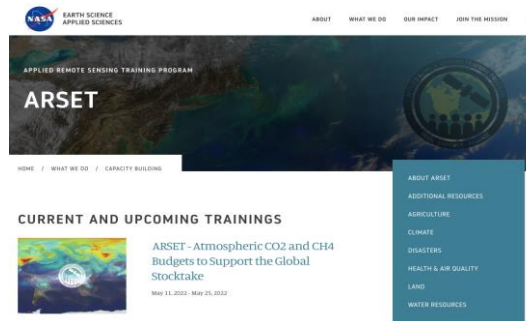 NASA
EARTH SCIENCE
APPLIED SCIENCES
ABOUT
WHAT WE DO
OUR IMPACT
JOIN THE MISSION
APPLIED REMOTE SENSING TRAINING PROGRAM
ARSET
HOME / WHAT WE DO / CAPACITY BUILDING
ABOUT ARSET
ADDITIONAL RESOURCES
AGRICULTURE
CLIMATE
DISASTERS
HEALTH & AIR QUALITY
LAND
WATER RESOURCES
CURRENT AND UPCOMING TRAININGS
ARSET - Atmospheric CO2 and CH4
Budgets to Support the Global
Stocktake
May 11, 2022 - May 25, 2022